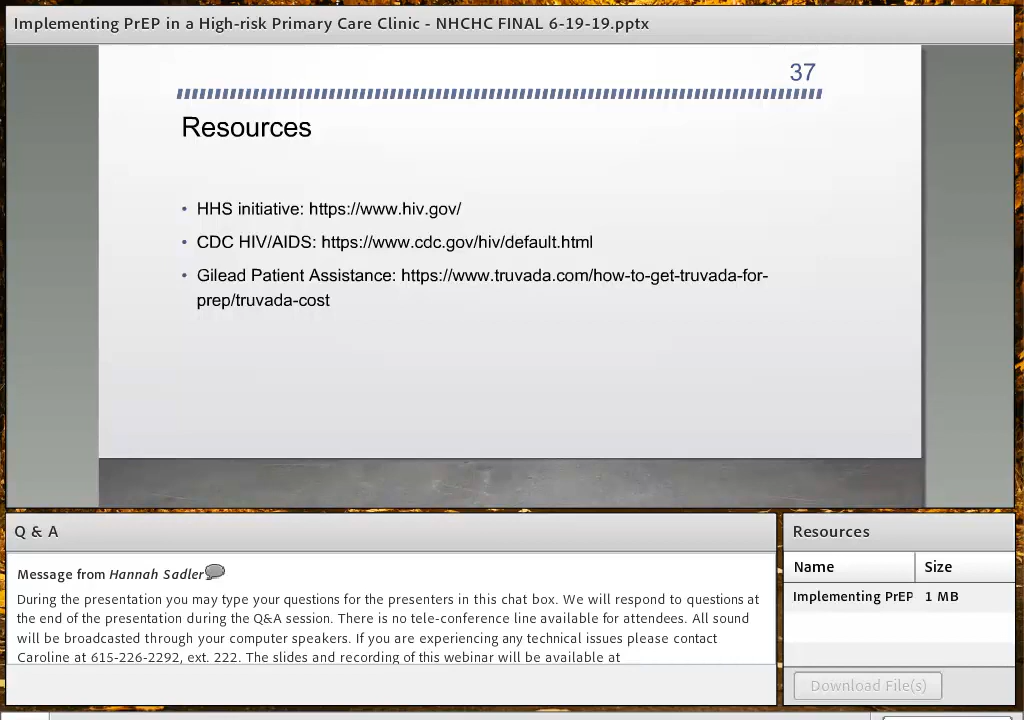 Implementing PrEP in a High-risk Primary Care Clinic - NHCHC FINAL 6-19-19.pptx
37
Resources
• HHS initiative: https://www.hiv.gov/
• CDC HIV/AIDS: https://www.cdc.gov/hiv/default.html
• Gilead Patient Assistance: https://www.truvada.com/how-to-get-truvada-for-
prep/truvada-cost
Q & A
Message from Hannah Sadler
During the presentation you may type your questions for the presenters in this chat box. We will respond to questions at
the end of the presentation during the Q&A session. There is no tele-conference line available for attendees. All sound
will be broadcasted through your computer speakers. If you are experiencing any technical issues please contact
Caroline at 615-226-2292, ext. 222. The slides and recording of this webinar will be available at
Resources
Name Size
Implementing PrEP 1 MB
Download File(s)